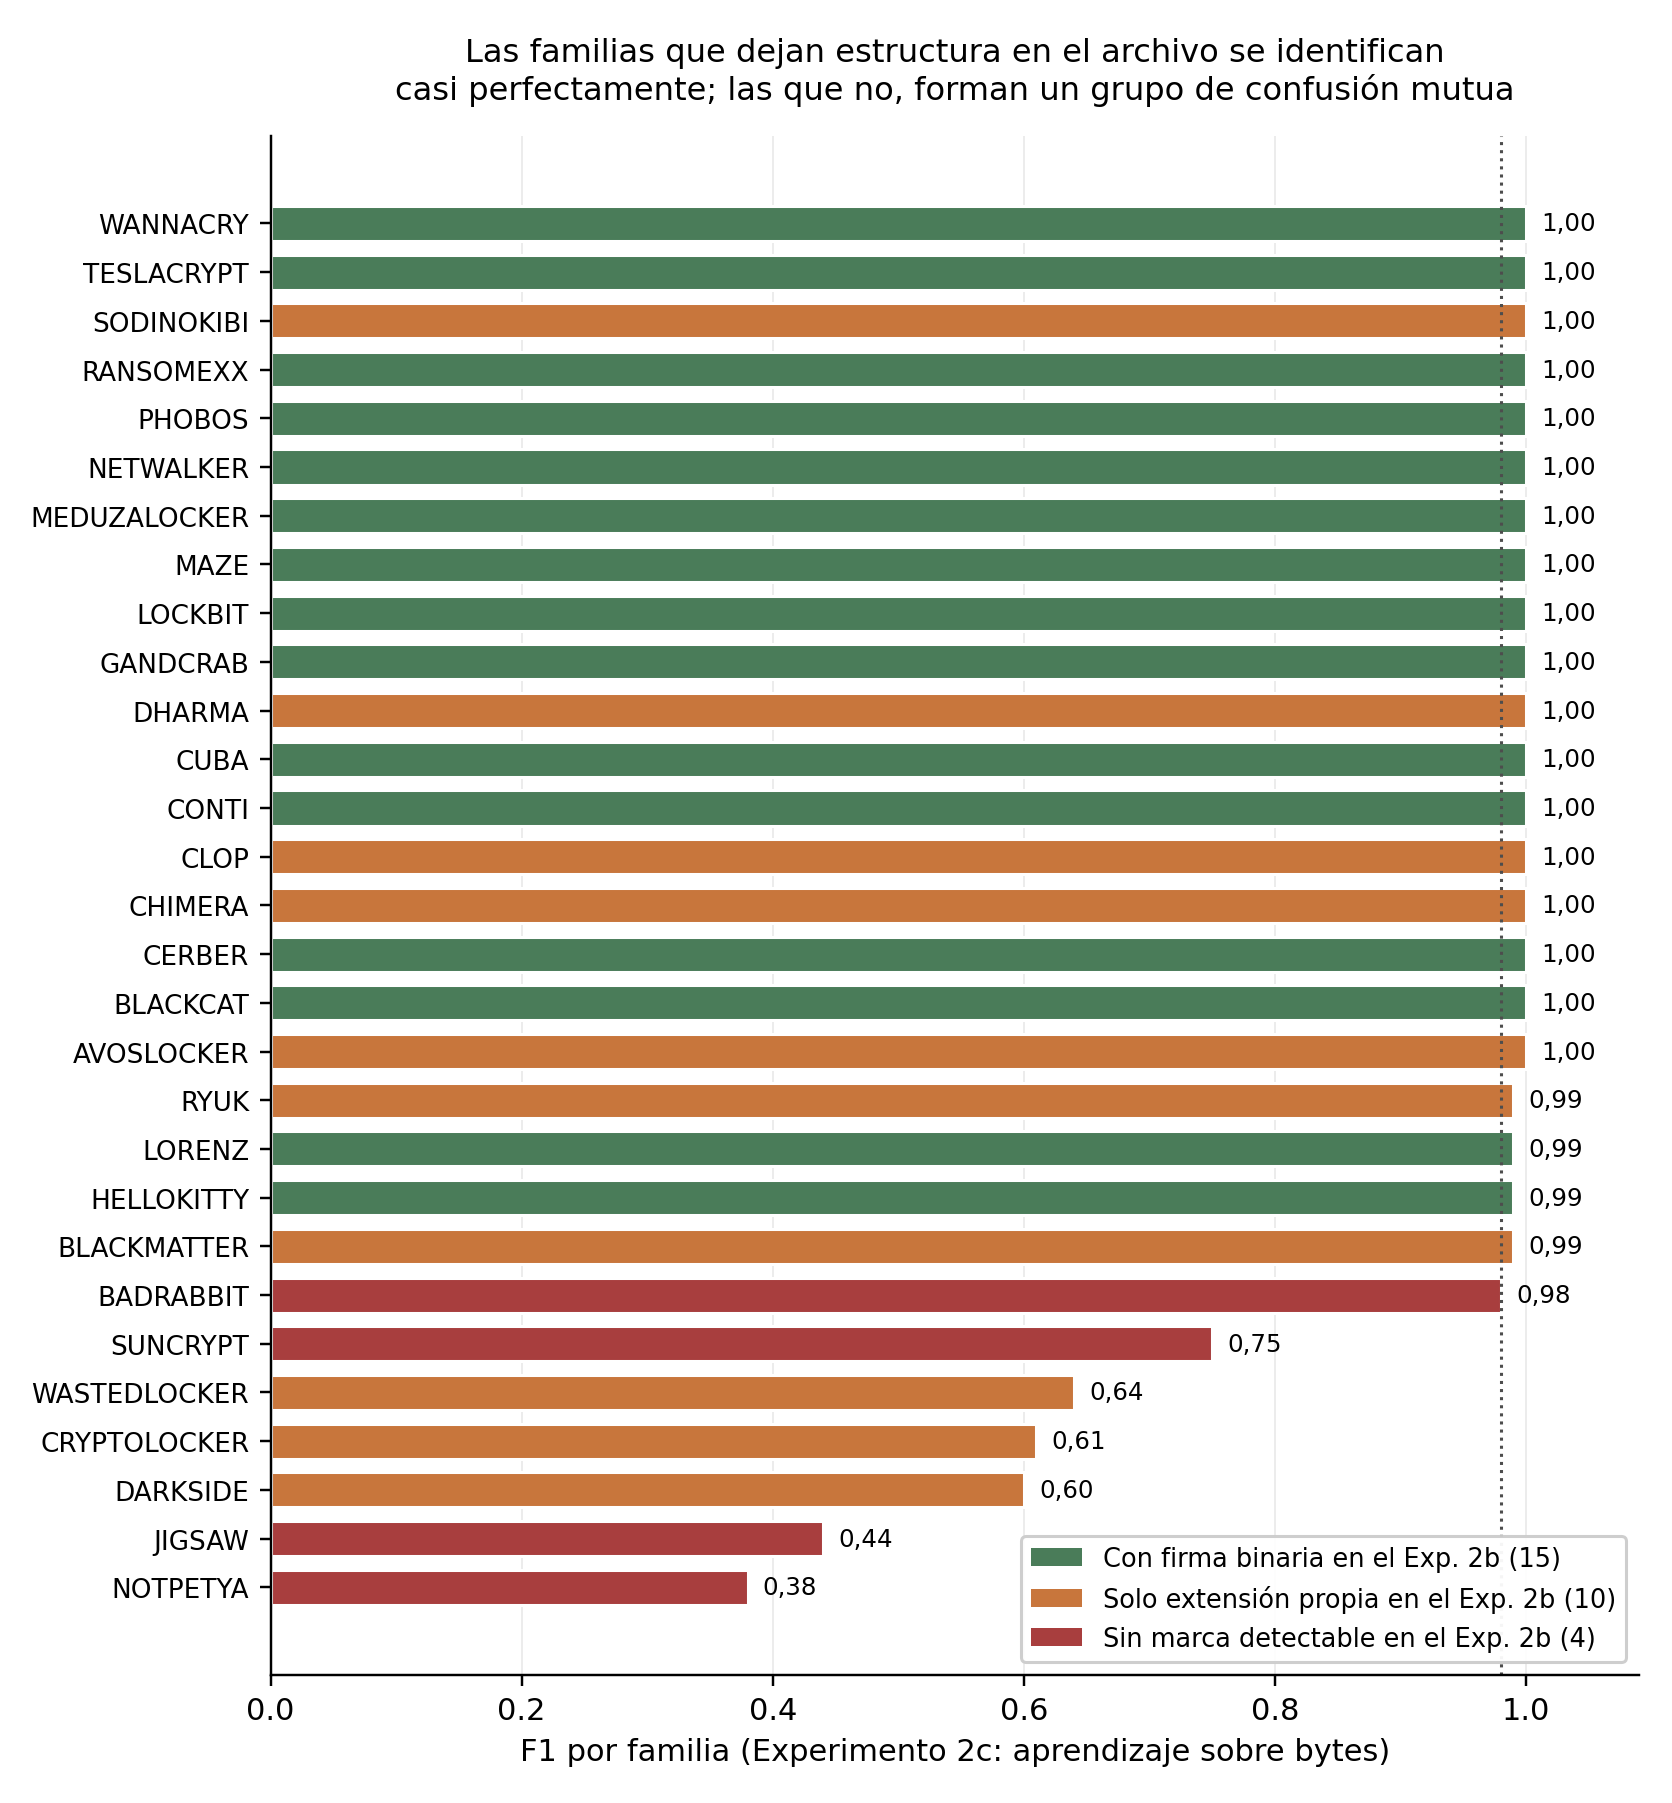 Las familias que dejan estructura en el archivo se identifican
casi perfectamente; las que no, forman un grupo de confusión mutua
WANNACRY 1,00
TESLACRYPT 1,00
SODINOKIBI 1,00
RANSOMEXX 1,00
PHOBOS 1,00
NETWALKER 1,00
MEDUZALOCKER 1,00
MAZE 1,00
LOCKBIT 1,00
GANDCRAB 1,00
DHARMA 1,00
CUBA 1,00
CONTI 1,00
CLOP 1,00
CHIMERA 1,00
CERBER 1,00
BLACKCAT 1,00
AVOSLOCKER 1,00
RYUK 0,99
LORENZ 0,99
HELLOKITTY 0,99
BLACKMATTER 0,99
BADRABBIT 0,98
SUNCRYPT 0,75
WASTEDLOCKER 0,64
CRYPTOLOCKER 0,61
DARKSIDE 0,60
JIGSAW 0,44
NOTPETYA 0,38
Con firma binaria en el Exp. 2b (15)
Solo extensión propia en el Exp. 2b (10)
Sin marca detectable en el Exp. 2b (4)
0.0 0.2 0.4 0.6 0.8 1.0
F1 por familia (Experimento 2c: aprendizaje sobre bytes)